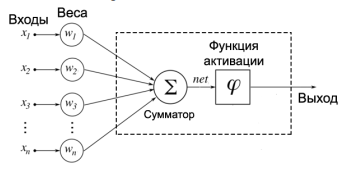 Входы
Веса
x1
w1
x2
w2
x3
w3
xn
wn
Σ
Сумматор
net
Функция
активации
φ
Выход